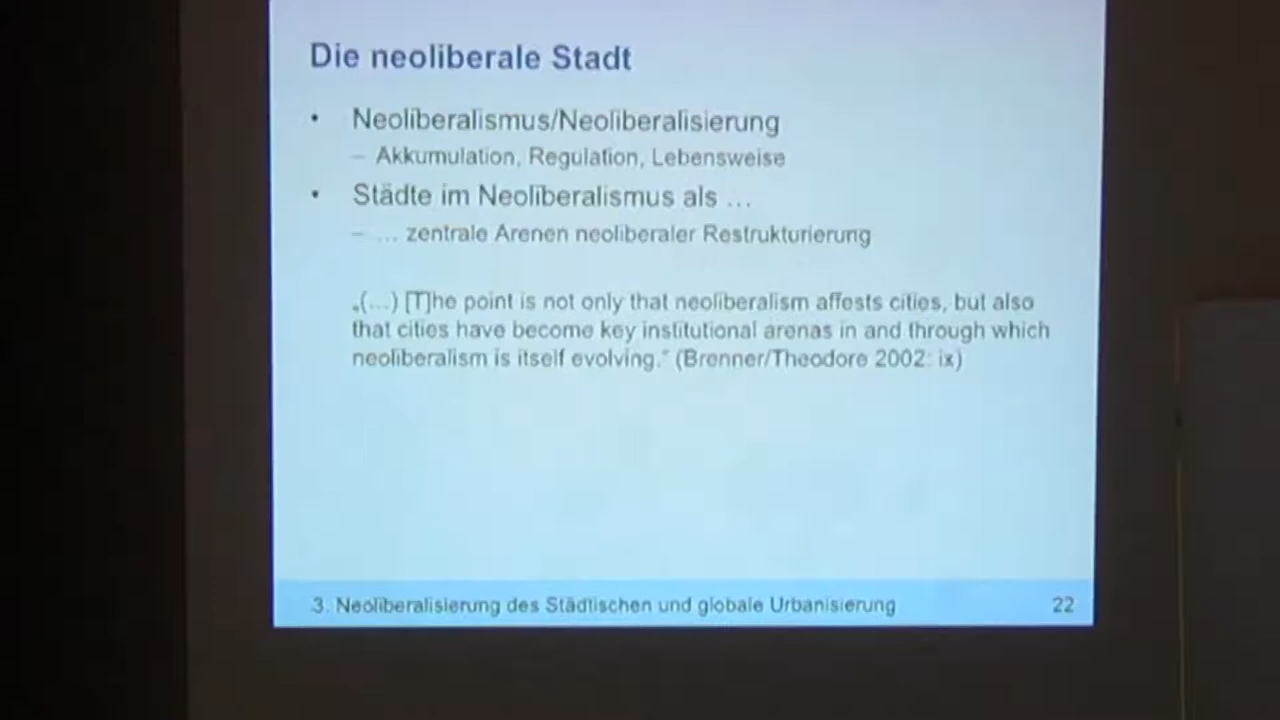 Die neoliberale Stadt
• Neoliberalismus/Neoliberalisierung
– Akkumulation, Regulation, Lebensweise
• Städte im Neoliberalismus als …
– … zentrale Arenen neoliberaler Restrukturierung
„(…) [T]he point is not only that neoliberalism affests cities, but also
that cities have become key institutional arenas in and through which
neoliberalism is itself evolving.“ (Brenner/Theodore 2002: ix)
3. Neoliberalisierung des Städtischen und globale Urbanisierung 22